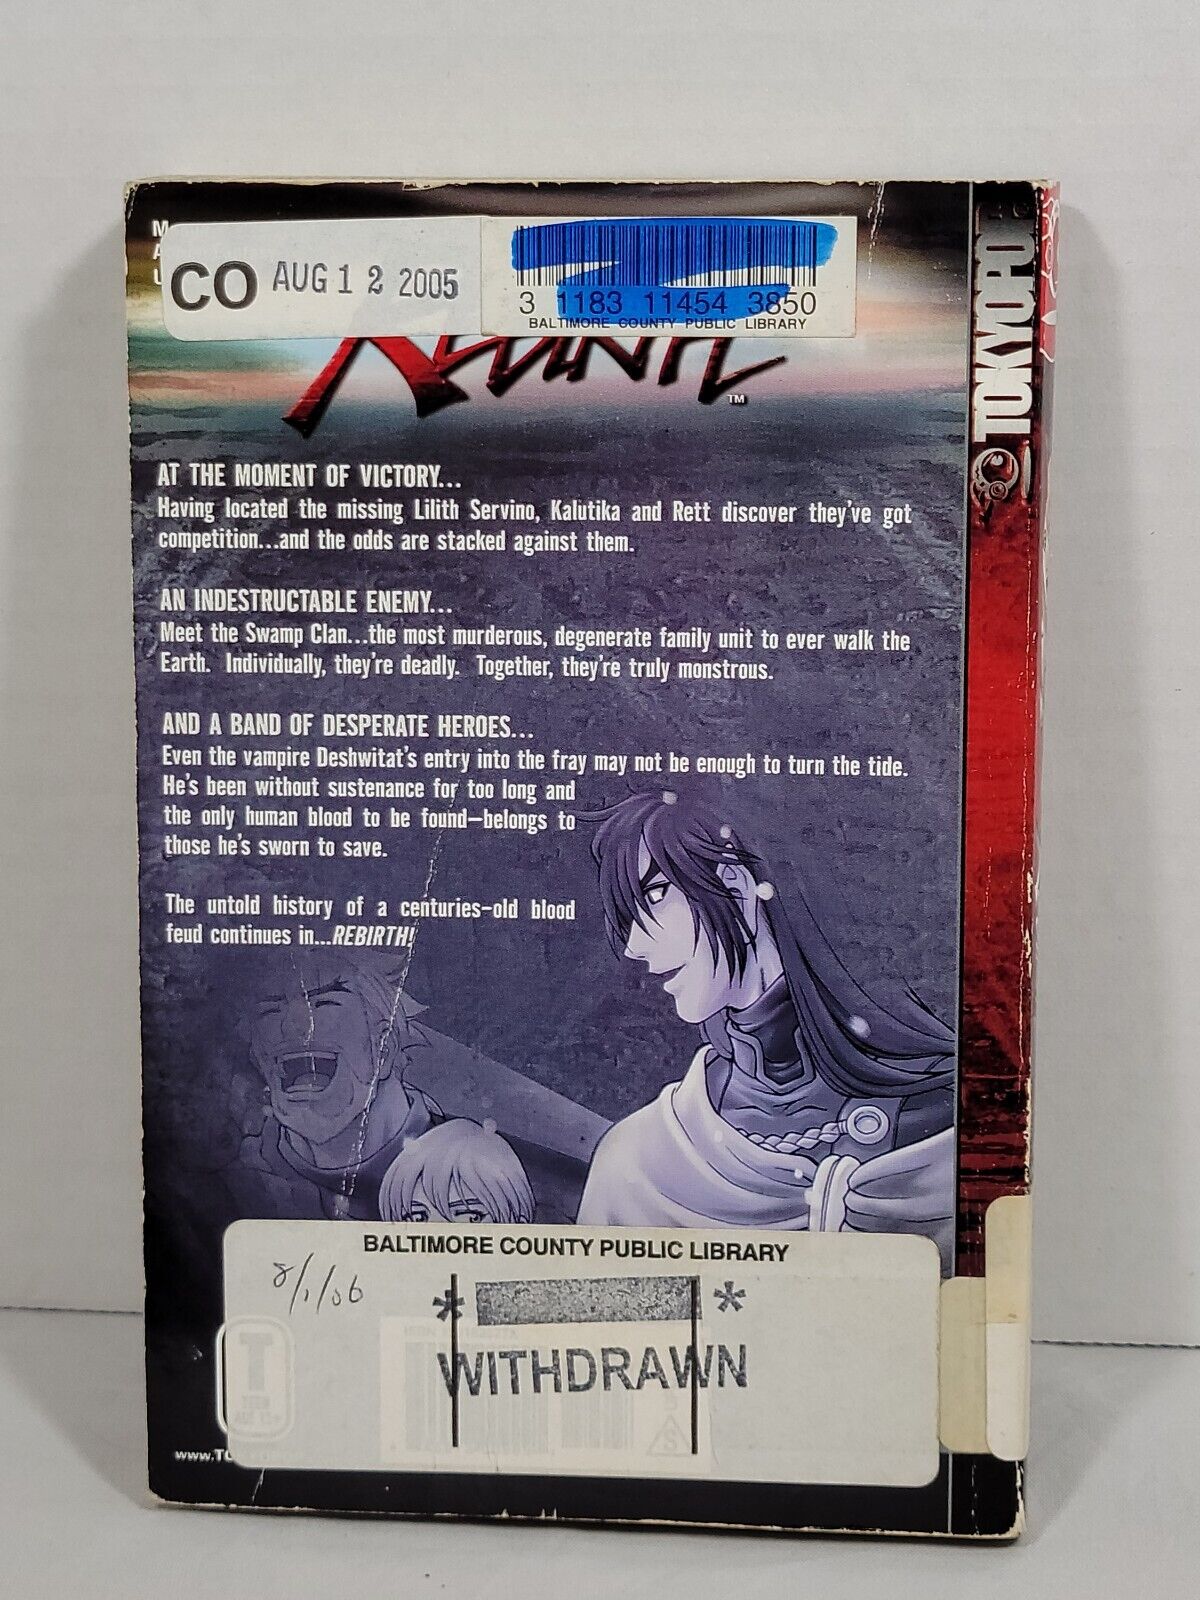 M
A
CO AUG 1 2 2005
3 1183 11454 3850
BALTIMORE COUNTY PUBLIC LIBRARY
TM
TOKYOPOP
AT THE MOMENT OF VICTORY...
Having located the missing Lilith Servino, Kalutika and Rett discover they've got
competition...and the odds are stacked against them.
AN INDESTRUCTABLE ENEMY...
Meet the Swamp Clan...the most murderous, degenerate family unit to ever walk the
Earth. Individually, they're deadly. Together, they're truly monstrous.
AND A BAND OF DESPERATE HEROES...
Even the vampire Deshwitat's entry into the fray may not be enough to turn the tide.
He's been without sustenance for too long and
the only human blood to be found—belongs to
those he's sworn to save.
The untold history of a centuries-old blood
feud continues in...REBIRTH!
BALTIMORE COUNTY PUBLIC LIBRARY
8/1/06
* *
WITHDRAWN
T
TEEN
AGE 13+
www.To